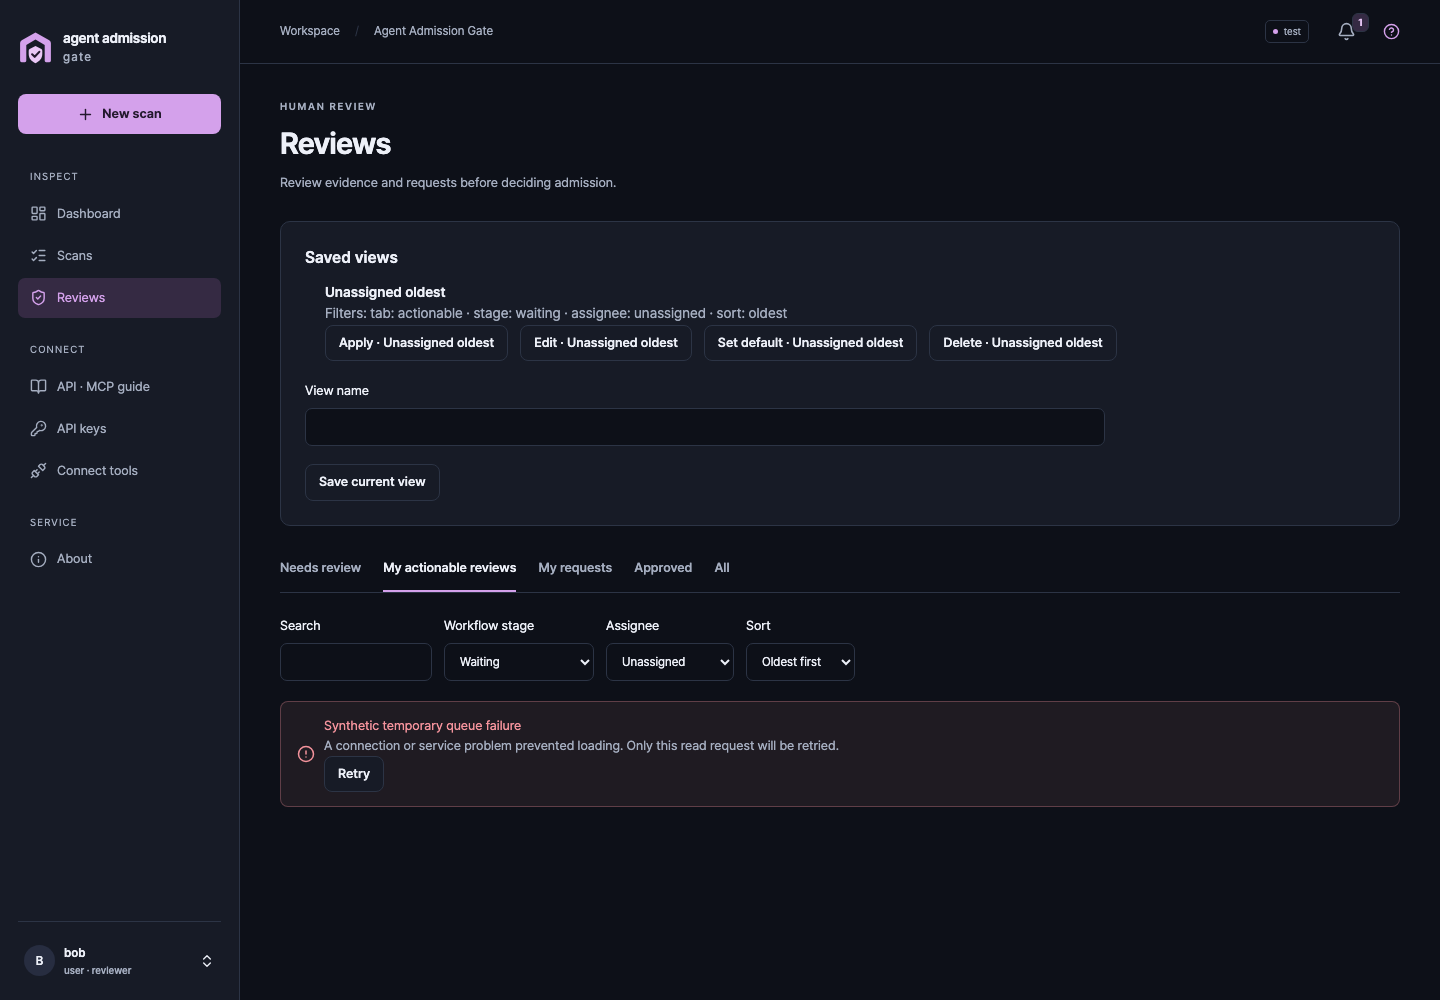 agent admission
gate
New scan
INSPECT
Dashboard
Scans
Reviews
CONNECT
API · MCP guide
API keys
Connect tools
SERVICE
About
B
bob
user · reviewer
Workspace / Agent Admission Gate
test
1
HUMAN REVIEW
Reviews
Review evidence and requests before deciding admission.
Saved views
Unassigned oldest
Filters: tab: actionable · stage: waiting · assignee: unassigned · sort: oldest
Apply · Unassigned oldest
Edit · Unassigned oldest
Set default · Unassigned oldest
Delete · Unassigned oldest
View name
Save current view
Needs review
My actionable reviews
My requests
Approved
All
Search
Workflow stage
Assignee
Sort
Waiting
Unassigned
Oldest first
Synthetic temporary queue failure
A connection or service problem prevented loading. Only this read request will be retried.
Retry